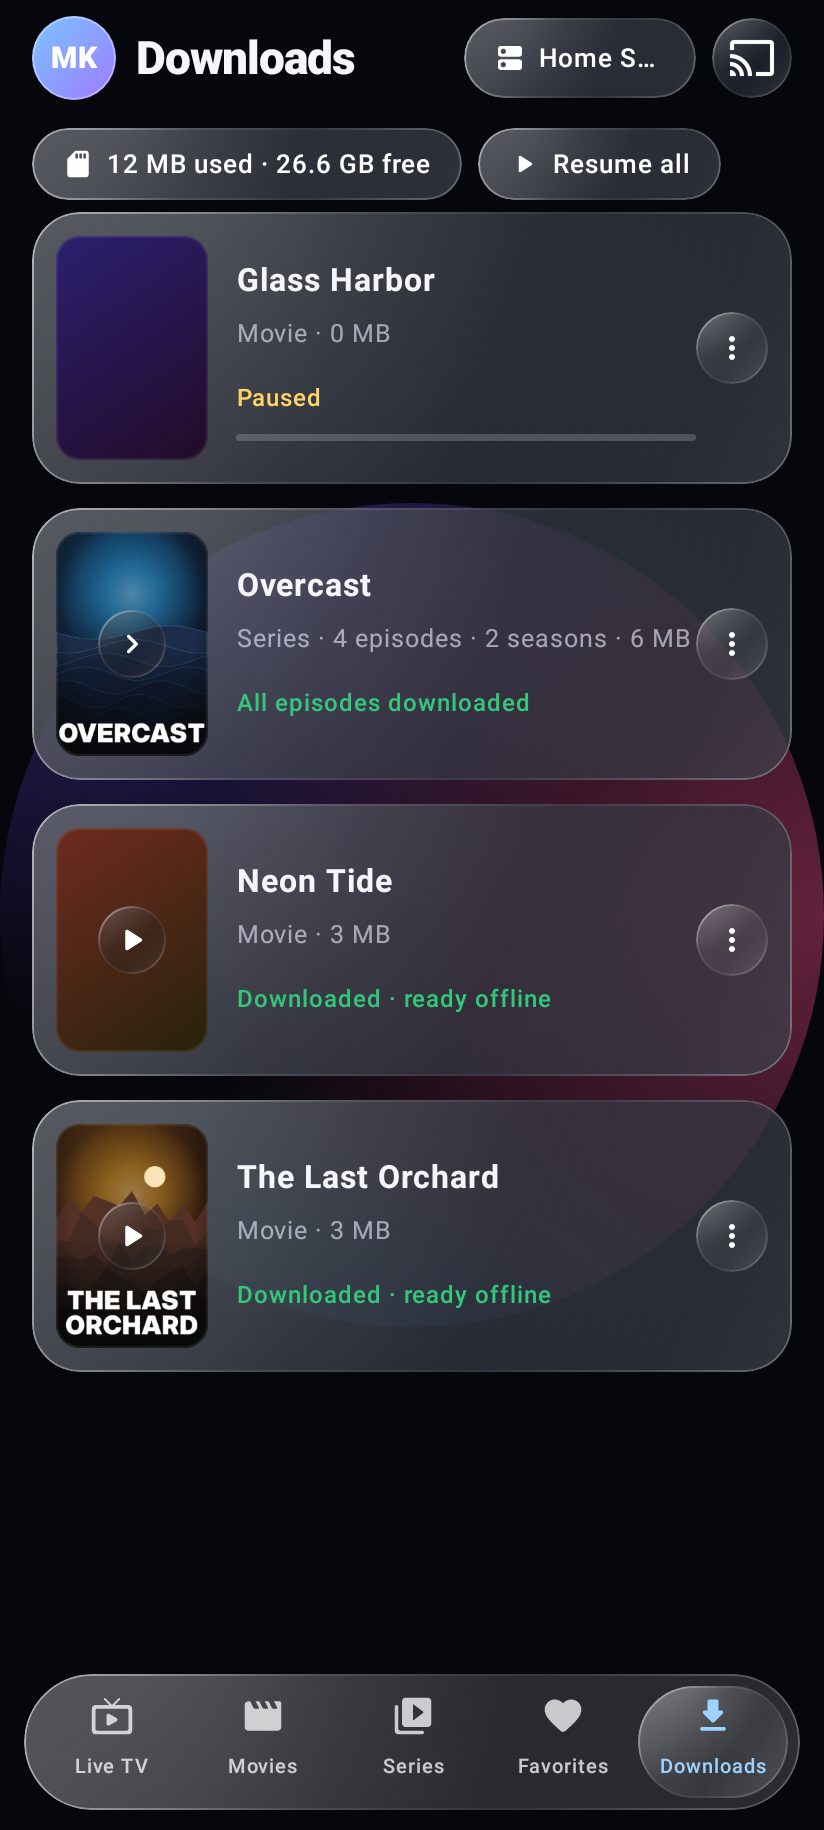 MK
Downloads
Home S...
12 MB used · 26.6 GB free
Resume all
Glass Harbor
Movie · 0 MB
Paused
Overcast
Series · 4 episodes · 2 seasons · 6 MB
All episodes downloaded
OVERCAST
Neon Tide
Movie · 3 MB
Downloaded · ready offline
The Last Orchard
Movie · 3 MB
Downloaded · ready offline
THE LAST
ORCHARD
Live TV
Movies
Series
Favorites
Downloads